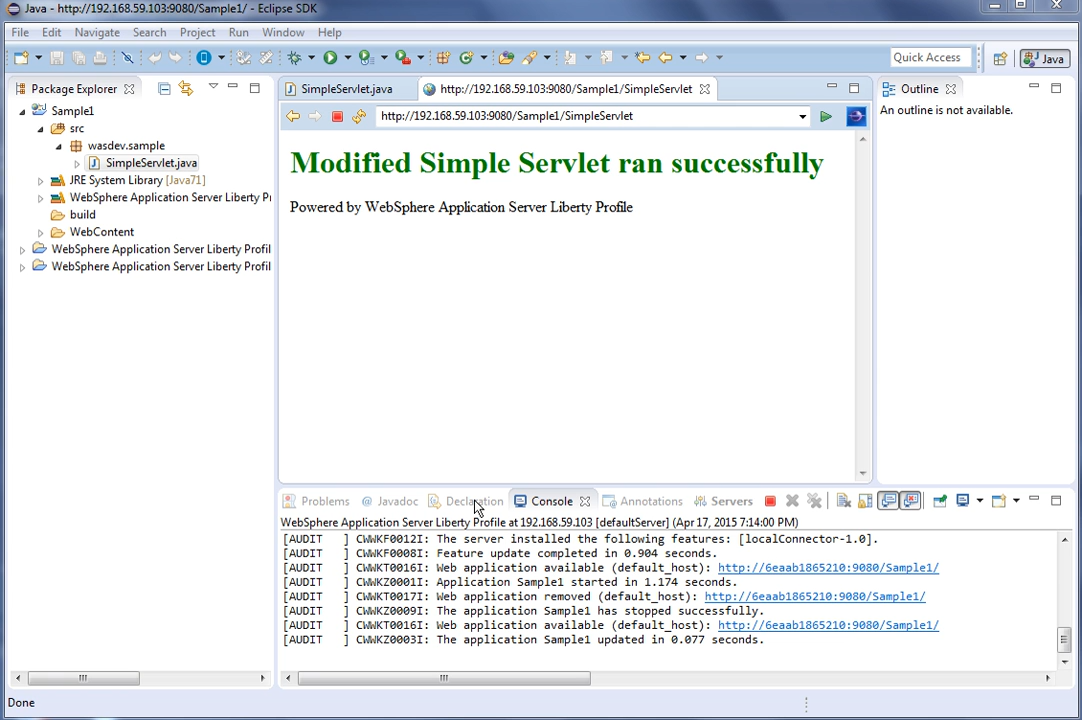 Java - http://192.168.59.103:9080/Sample1/ - Eclipse SDK
File Edit Navigate Search Project Run Window Help
Quick Access
Java
Package Explorer
Sample1
src
wasdev.sample
SimpleServlet.java
JRE System Library [Java71]
WebSphere Application Server Liberty Pr
build
WebContent
WebSphere Application Server Liberty Profil
WebSphere Application Server Liberty Profil
SimpleServlet.java
http://192.168.59.103:9080/Sample1/SimpleServlet
http://192.168.59.103:9080/Sample1/SimpleServlet
Modified Simple Servlet ran successfully
Powered by WebSphere Application Server Liberty Profile
Outline
An outline is not available.
Problems @ Javadoc Declaration Console Annotations Servers
WebSphere Application Server Liberty Profile at 192.168.59.103 [defaultServer] (Apr 17, 2015 7:14:00 PM)
[AUDIT ] CWWKF0012I: The server installed the following features: [localConnector-1.0].
[AUDIT ] CWWKF0008I: Feature update completed in 0.904 seconds.
[AUDIT ] CWWKT0016I: Web application available (default_host): http://6eaab1865210:9080/Sample1/
[AUDIT ] CWWKZ0001I: Application Sample1 started in 1.174 seconds.
[AUDIT ] CWWKT0017I: Web application removed (default_host): http://6eaab1865210:9080/Sample1/
[AUDIT ] CWWKZ0009I: The application Sample1 has stopped successfully.
[AUDIT ] CWWKT0016I: Web application available (default_host): http://6eaab1865210:9080/Sample1/
[AUDIT ] CWWKZ0003I: The application Sample1 updated in 0.077 seconds.
Done